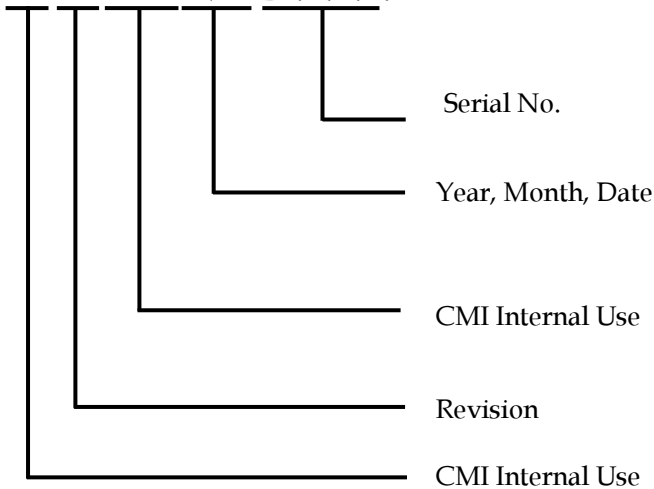 Serial No.
Year, Month, Date
CMI Internal Use
Revision
CMI Internal Use